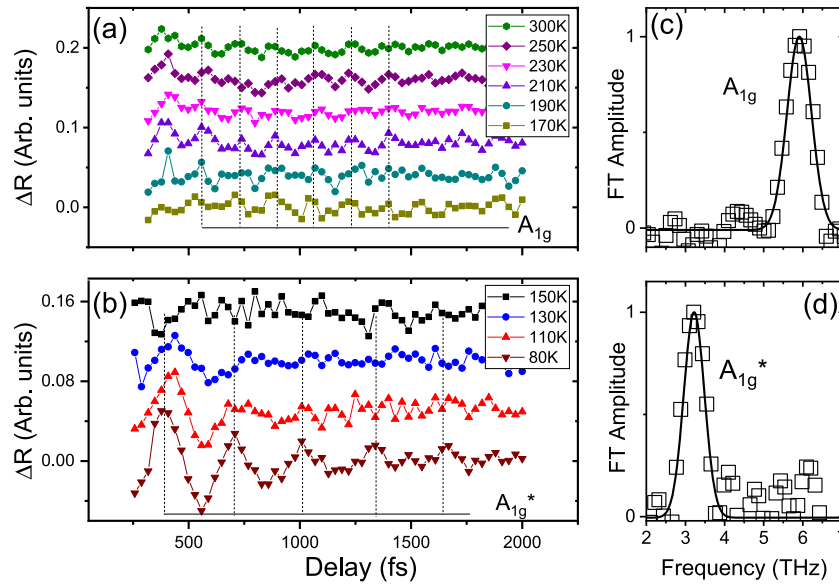 (a)
300K
250K
230K
210K
190K
170K
0.2
0.1
0.0
ΔR (Arb. units)
A1g
(b)
150K
130K
110K
80K
0.16
0.08
0.00
ΔR (Arb. units)
A1g*
500
1000
1500
2000
Delay (fs)
(c)
1
0
FT Amplitude
A1g
(d)
1
0
FT Amplitude
A1g*
2
3
4
5
6
Frequency (THz)